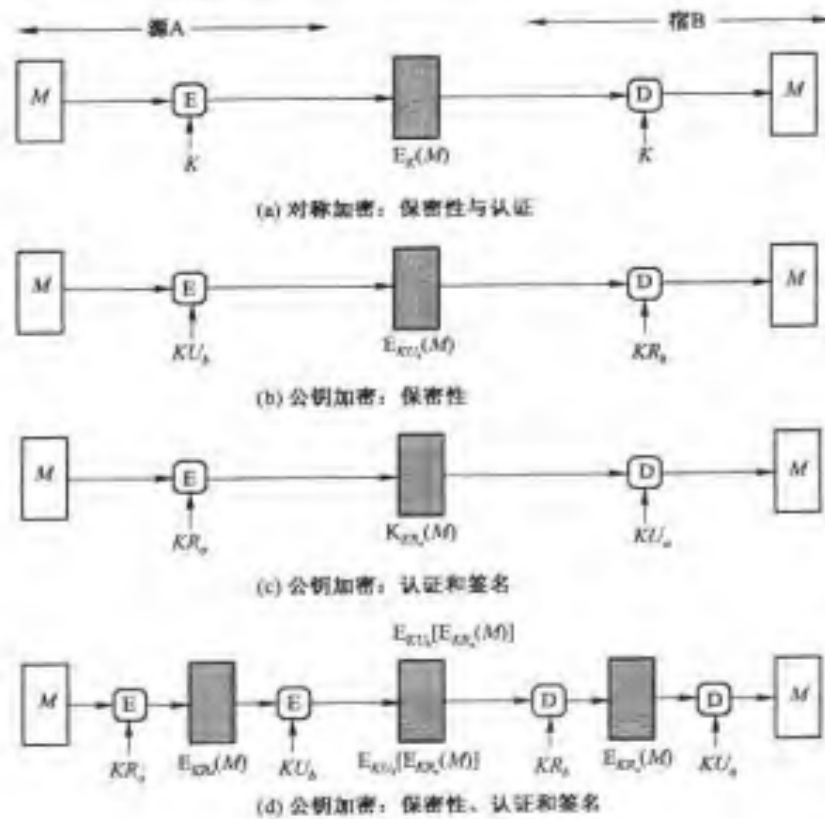 源A 宿B
M E D M
K E_K(M) K
(a) 对称加密：保密性与认证
M E D M
KU_b E_{KU_b}(M) KR_b
(b) 公钥加密：保密性
M E D M
KR_a K_{KR_a}(M) KU_a
(c) 公钥加密：认证和签名
E_{KU_b}[E_{KR_a}(M)]
M E E D D M
KR_a E_{KR_a}(M) KU_b E_{KU_b}[E_{KR_a}(M)] KR_b E_{KR_a}(M) KU_a
(d) 公钥加密：保密性、认证和签名